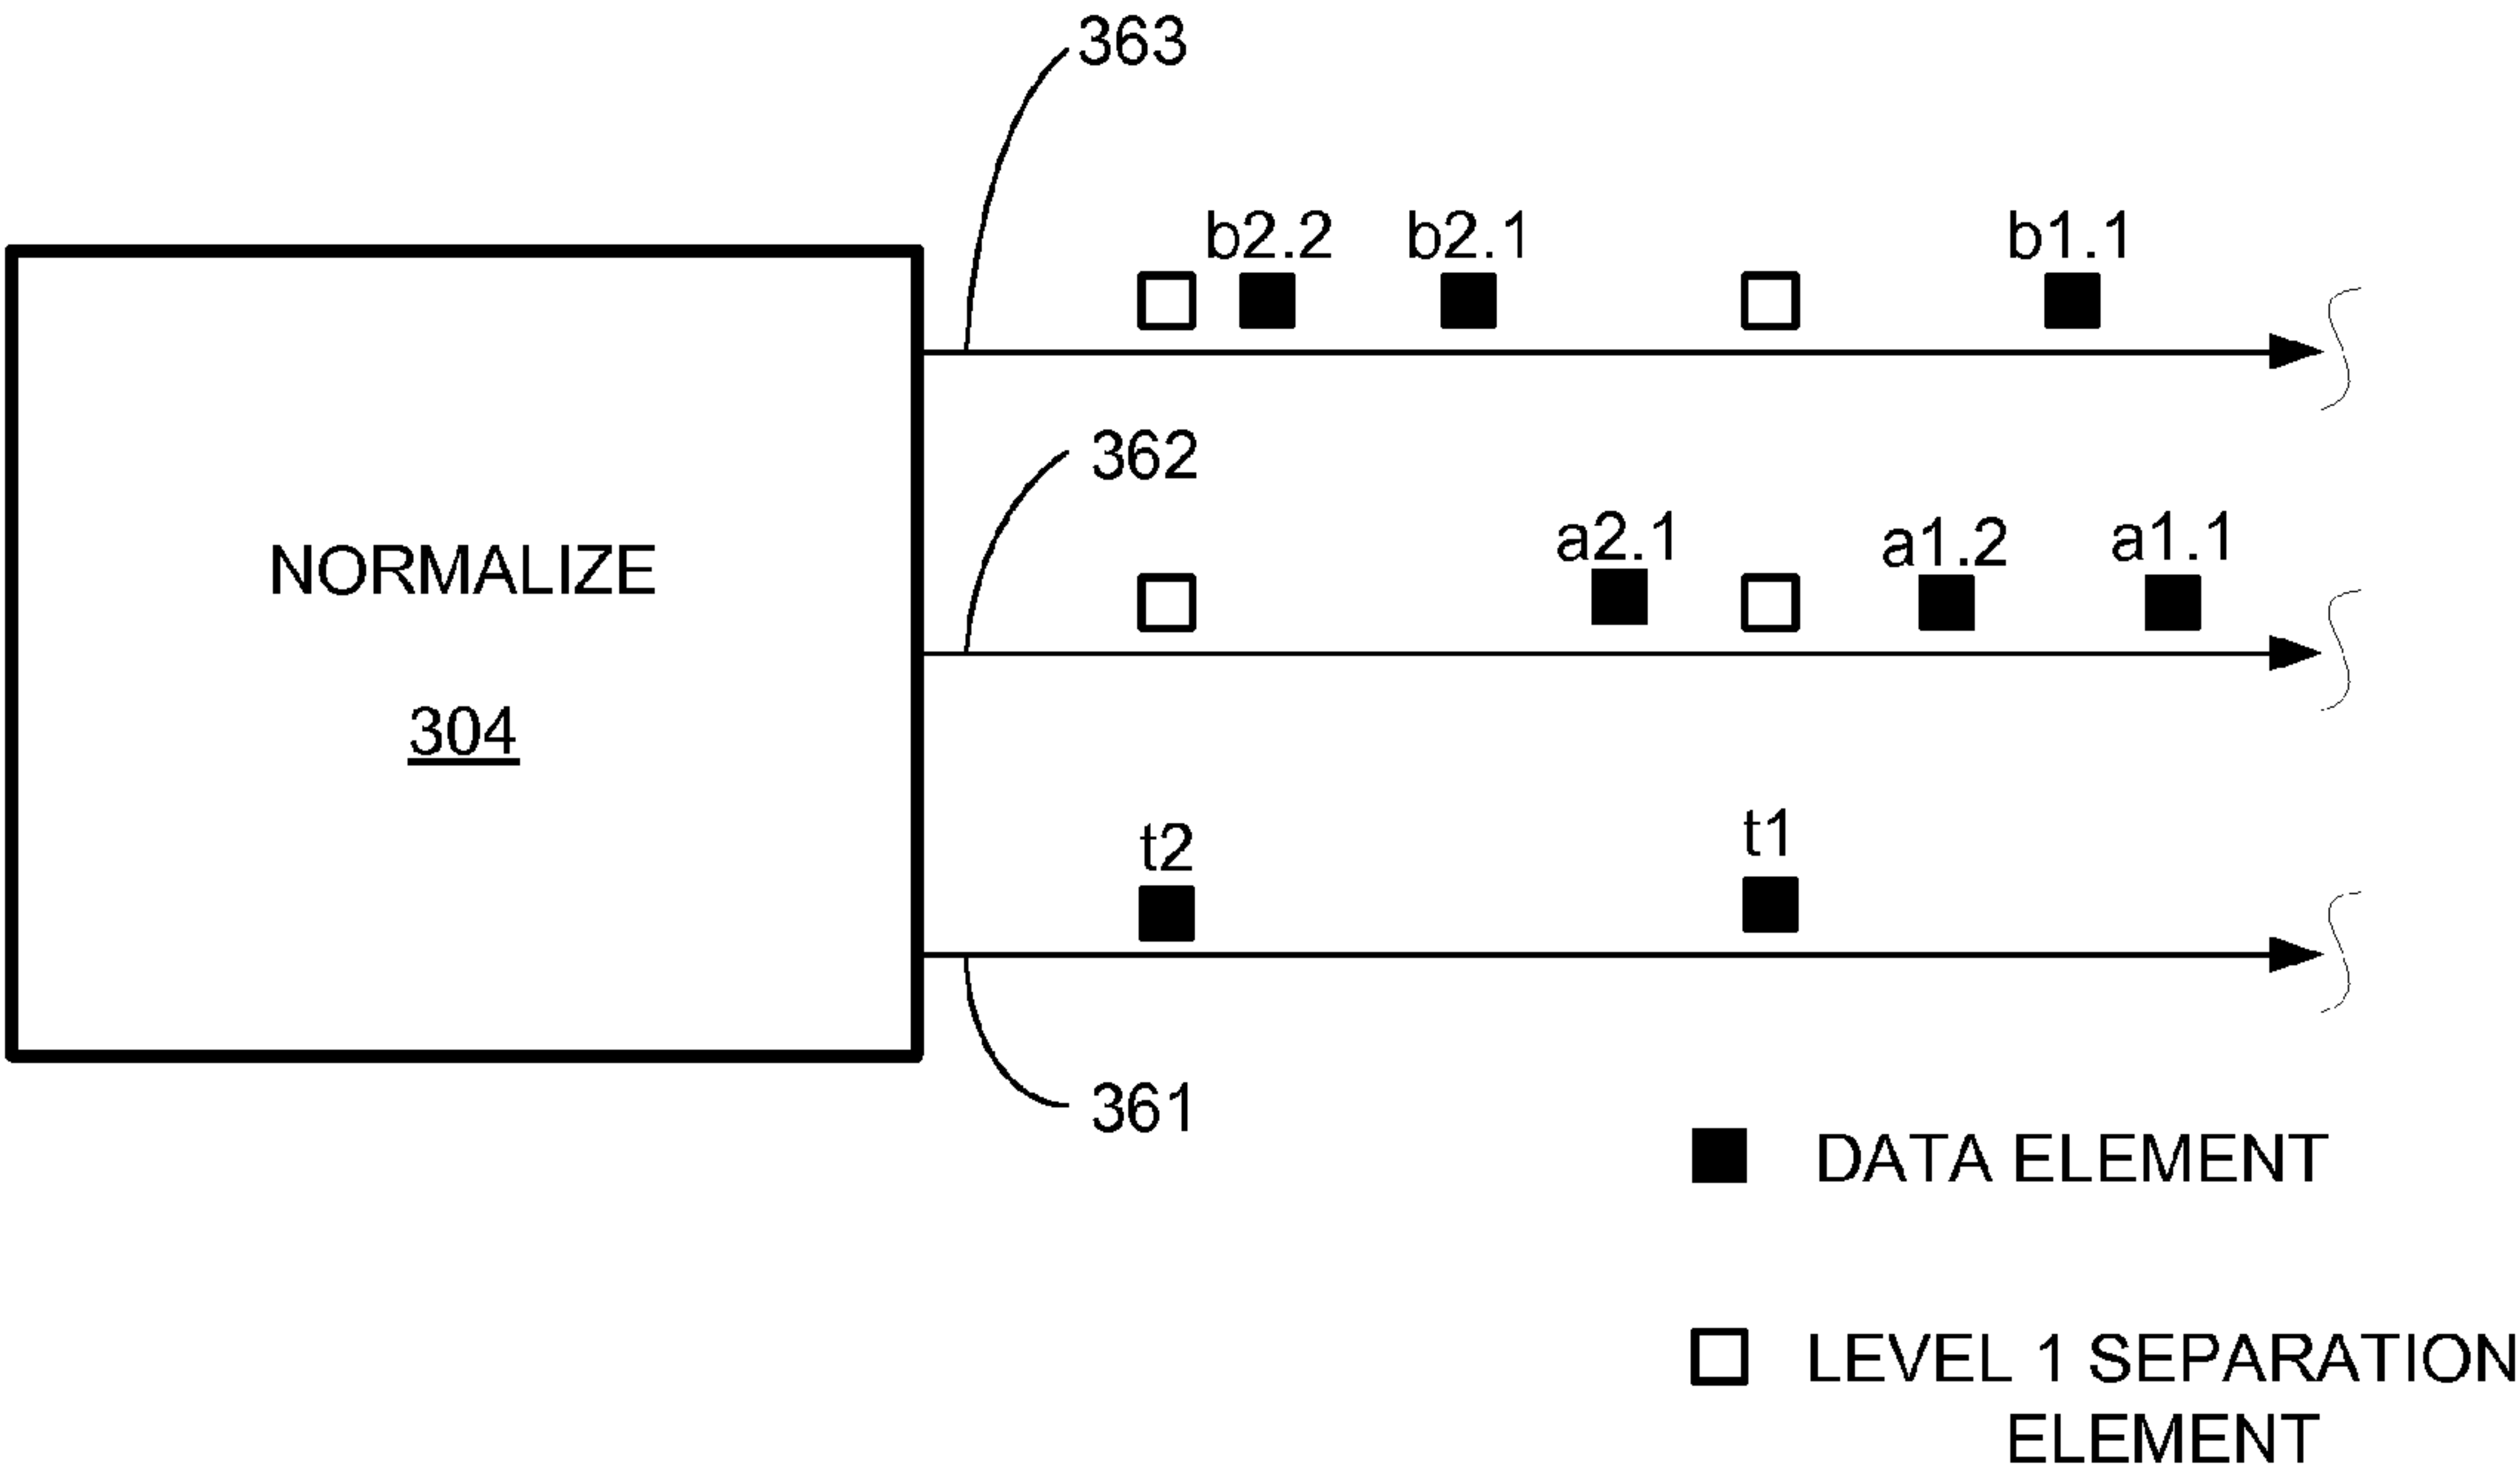 363
b2.2 b2.1 b1.1
362
a2.1 a1.2 a1.1
NORMALIZE
304
t2 t1
361
DATA ELEMENT
LEVEL 1 SEPARATION
ELEMENT